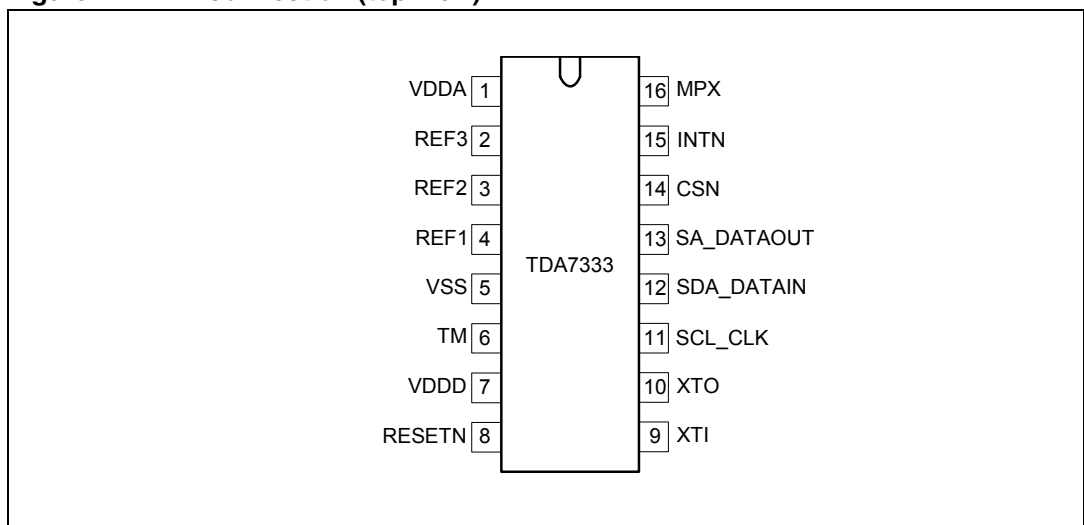 (top
VDDA 1
16 MPX
REF3 2
15 INTN
REF2 3
14 CSN
REF1 4
13 SA_DATAOUT
TDA7333
VSS 5
12 SDA_DATAIN
TM 6
11 SCL_CLK
VDDD 7
10 XTO
RESETN 8
9 XTI